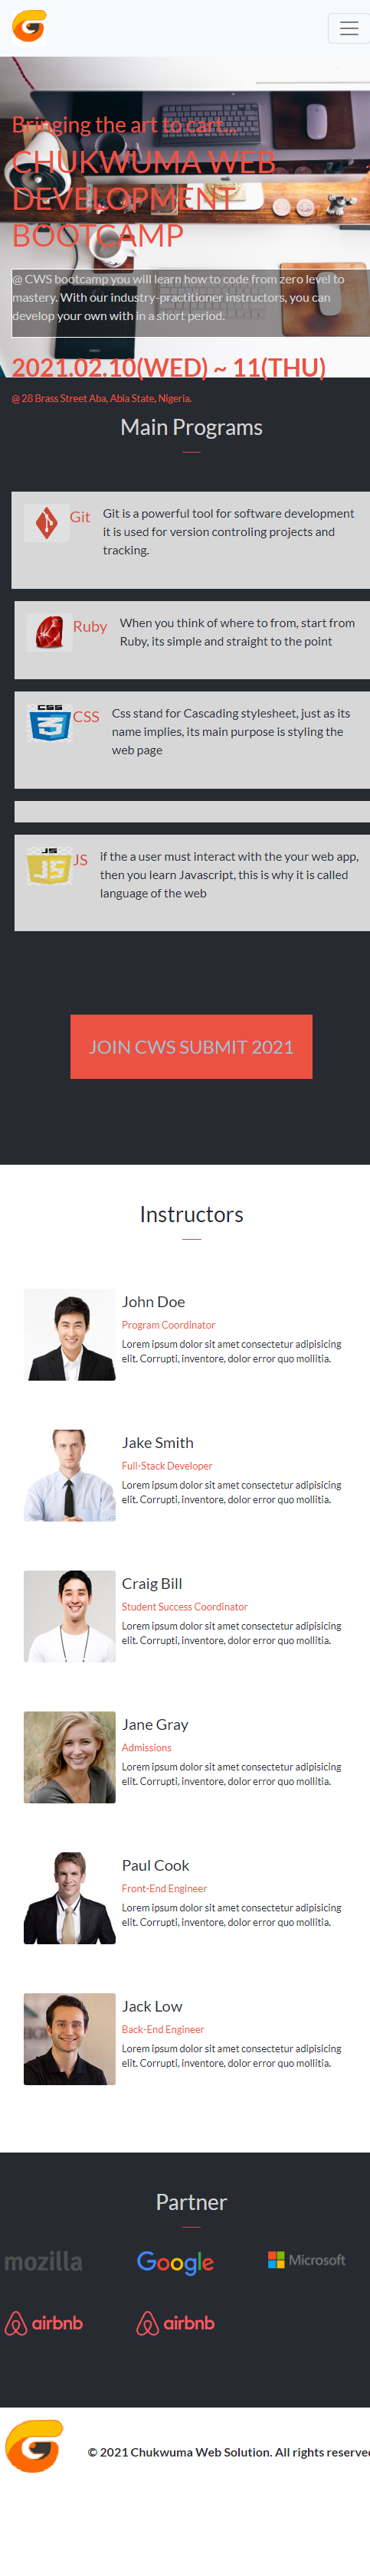 Bringing the art to cart...
CHUKWUMA WEB
DEVELOPMENT
BOOTCAMP
@ CWS bootcamp you will learn how to code from zero level to
mastery. With our industry-practitioner instructors, you can
develop your own with in a short period.
2021.02.10(WED) ~ 11(THU)
@ 28 Brass Street Aba, Abia State, Nigeria.
Main Programs
Git
Git is a powerful tool for software development
it is used for version controling projects and
tracking.
Ruby
When you think of where to from, start from
Ruby, its simple and straight to the point
CSS
CSS
Css stand for Cascading stylesheet, just as its
name implies, its main purpose is styling the
web page
JS
JS
JS
if the a user must interact with the your web app,
then you learn Javascript, this is why it is called
language of the web
JOIN CWS SUBMIT 2021
Instructors
John Doe
Program Coordinator
Lorem ipsum dolor sit amet consectetur adipisicing
elit. Corrupti, inventore, dolor error quo mollitia.
Jake Smith
Full-Stack Developer
Lorem ipsum dolor sit amet consectetur adipisicing
elit. Corrupti, inventore, dolor error quo mollitia.
Craig Bill
Student Success Coordinator
Lorem ipsum dolor sit amet consectetur adipisicing
elit. Corrupti, inventore, dolor error quo mollitia.
Jane Gray
Admissions
Lorem ipsum dolor sit amet consectetur adipisicing
elit. Corrupti, inventore, dolor error quo mollitia.
Paul Cook
Front-End Engineer
Lorem ipsum dolor sit amet consectetur adipisicing
elit. Corrupti, inventore, dolor error quo mollitia.
Jack Low
Back-End Engineer
Lorem ipsum dolor sit amet consectetur adipisicing
elit. Corrupti, inventore, dolor error quo mollitia.
Partner
mozilla
Google
Microsoft
airbnb
airbnb
© 2021 Chukwuma Web Solution. All rights reserve